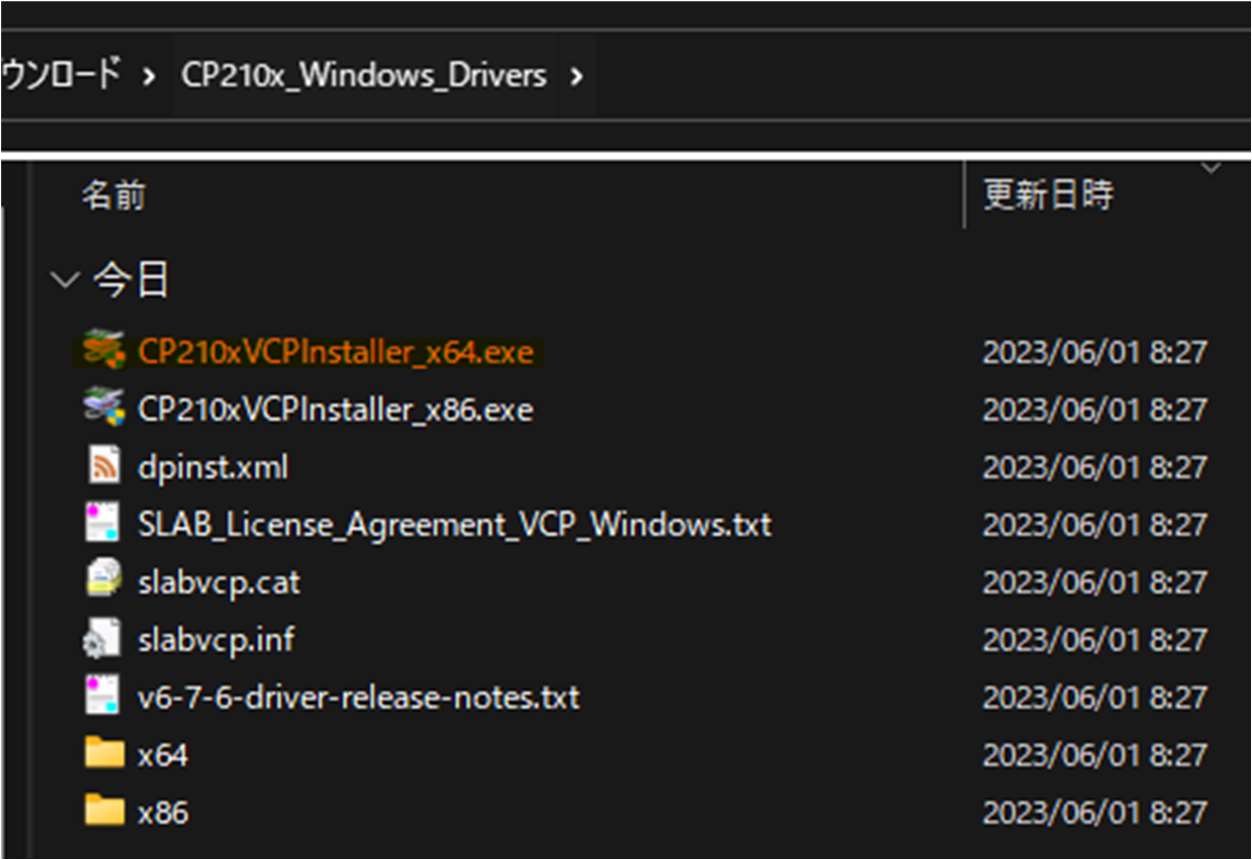 ウンロード > CP210x_Windows_Drivers >
名前 更新日時
今日
CP210xVCPInstaller_x64.exe 2023/06/01 8:27
CP210xVCPInstaller_x86.exe 2023/06/01 8:27
dpinst.xml 2023/06/01 8:27
SLAB_License_Agreement_VCP_Windows.txt 2023/06/01 8:27
slabvcp.cat 2023/06/01 8:27
slabvcp.inf 2023/06/01 8:27
v6-7-6-driver-release-notes.txt 2023/06/01 8:27
x64 2023/06/01 8:27
x86 2023/06/01 8:27